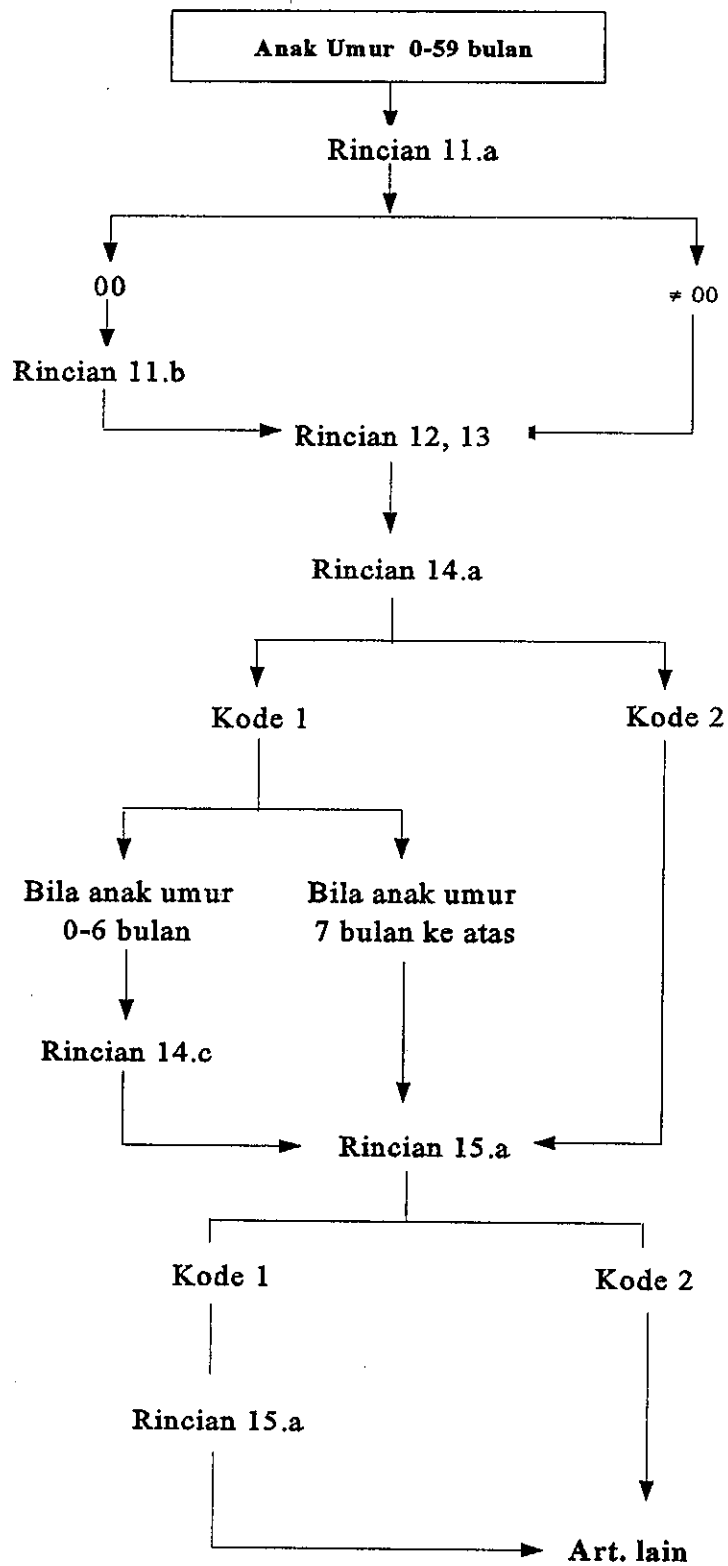 Anak Umur 0-59 bulan
Rincian 11.a
00
≠ 00
Rincian 11.b
Rincian 12, 13
Rincian 14.a
Kode 1
Kode 2
Bila anak umur
0-6 bulan
Bila anak umur
7 bulan ke atas
Rincian 14.c
Rincian 15.a
Kode 1
Kode 2
Rincian 15.a
Art. lain